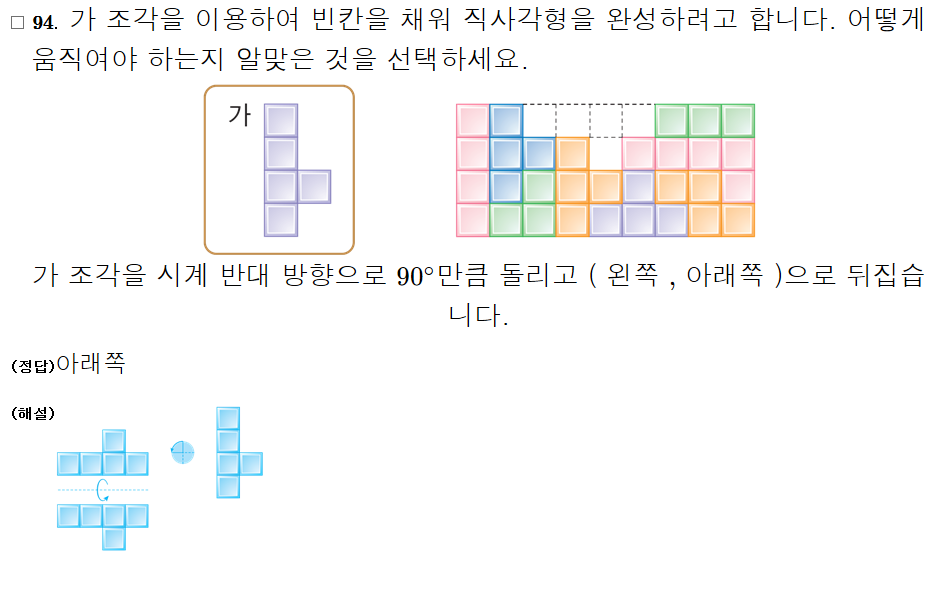 □ 94. 가 조각을 이용하여 빈칸을 채워 직사각형을 완성하려고 합니다. 어떻게
움직여야 하는지 알맞은 것을 선택하세요.
가
가 조각을 시계 반대 방향으로 90°만큼 돌리고 ( 왼쪽 , 아래쪽 )으로 뒤집습
니다.
(정답)아래쪽
(해설)